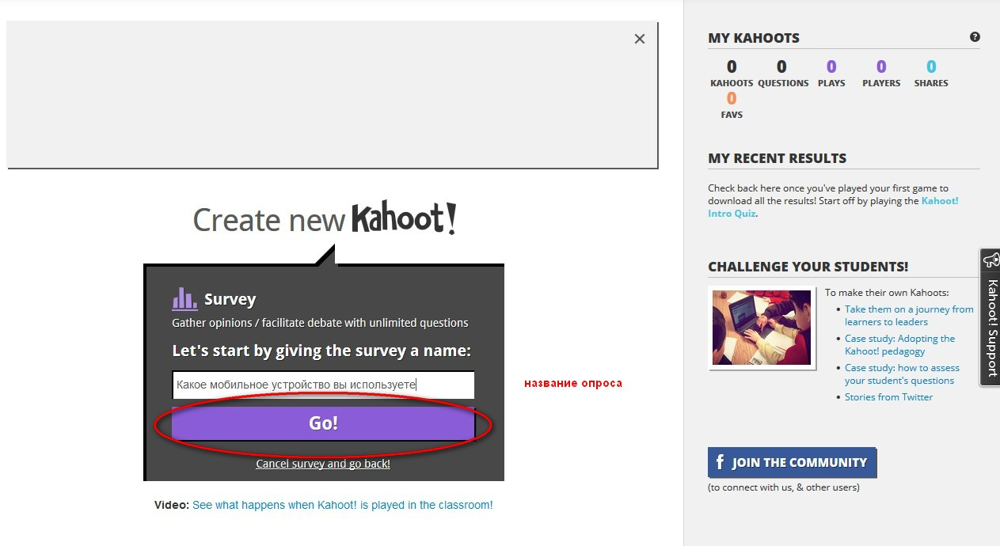 Create new Kahoot!
Survey
Gather opinions / facilitate debate with unlimited questions
Let's start by giving the survey a name:
Какое мобильное устройство вы используете
название опроса
Go!
Cancel survey and go back!
Video: See what happens when Kahoot! is played in the classroom!
MY KAHOOTS
?
0 0 0 0 0
KAHOOTS QUESTIONS PLAYS PLAYERS SHARES
0
FAVS
MY RECENT RESULTS
Check back here once you've played your first game to
download all the results! Start off by playing the Kahoot!
Intro Quiz.
CHALLENGE YOUR STUDENTS!
To make their own Kahoots:
• Take them on a journey from
learners to leaders
• Case study: Adopting the
Kahoot! pedagogy
• Case study: how to assess
your student's questions
• Stories from Twitter
f JOIN THE COMMUNITY
(to connect with us, & other users)
Kahoot! Support